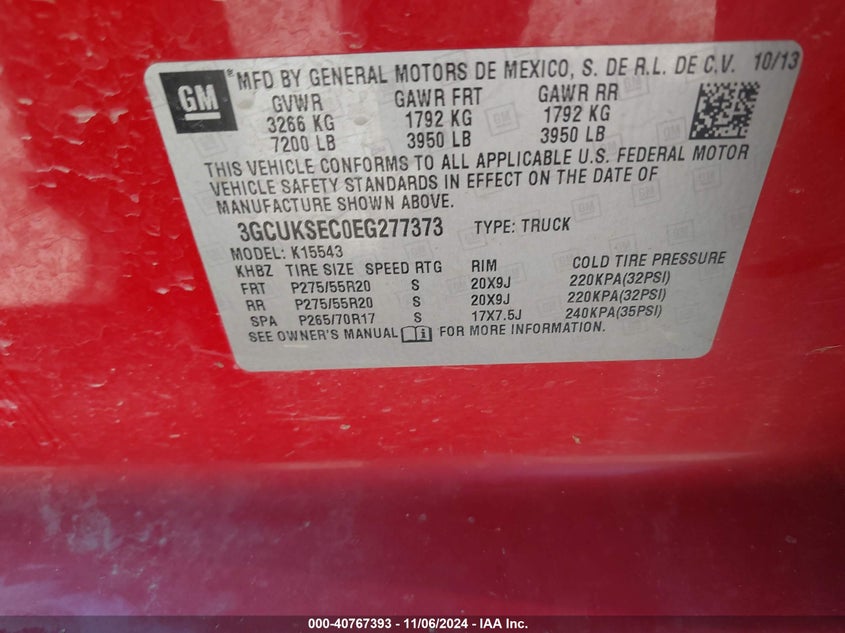 GM
*MFD BY GENERAL MOTORS DE MEXICO, S. DE R.L. DE C.V. 10/13
GVWR GAWR FRT GAWR RR
3266 KG 1792 KG 1792 KG
7200 LB 3950 LB 3950 LB
THIS VEHICLE CONFORMS TO ALL APPLICABLE U.S. FEDERAL MOTOR
VEHICLE SAFETY STANDARDS IN EFFECT ON THE DATE OF
MANUFACTURE SHOWN ABOVE.
3GCUKSEC0EG277373 TYPE: TRUCK
MODEL: K15543
KHBZ TIRE SIZE SPEED RTG RIM COLD TIRE PRESSURE
FRT P275/55R20 S 20X9J 220KPA(32PSI)
RR P275/55R20 S 20X9J 220KPA(32PSI)
SPA P265/70R17 S 17X7.5J 240KPA(35PSI)
SEE OWNER'S MANUAL i FOR MORE INFORMATION.
000-40767393 - 11/06/2024 - IAA Inc.